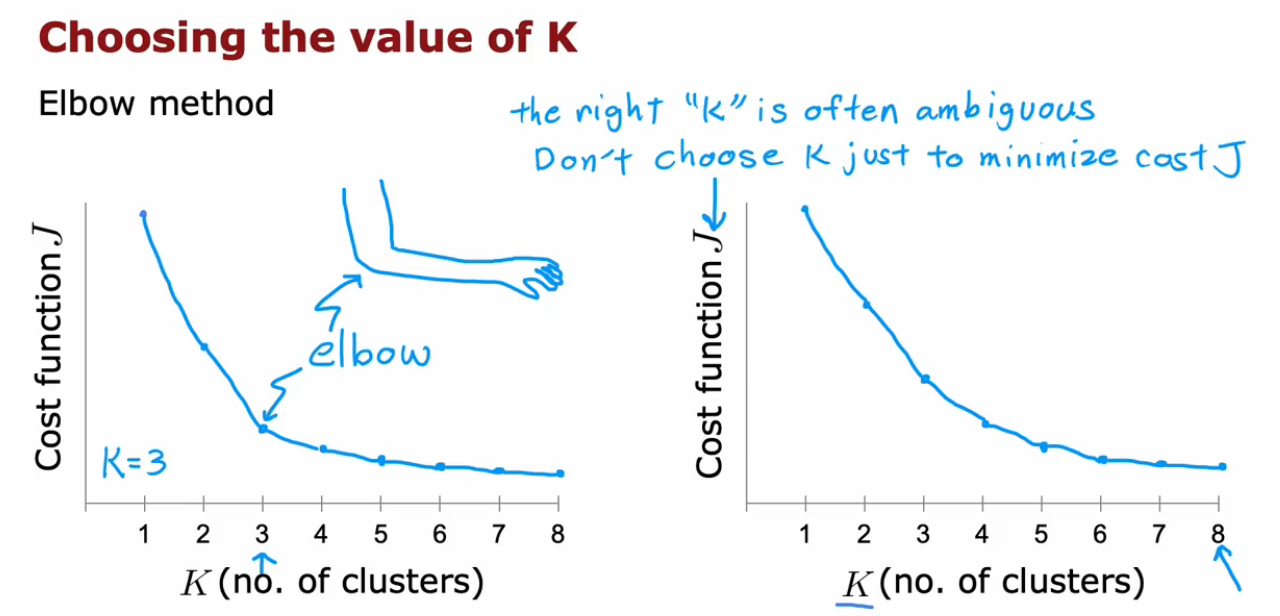 Choosing the value of K
Elbow method
the right "K" is often ambiguous
Don't choose K just to minimize cost J
Cost function J
elbow
K=3
1 2 3 4 5 6 7 8
K (no. of clusters)
Cost function J
1 2 3 4 5 6 7 8
K (no. of clusters)